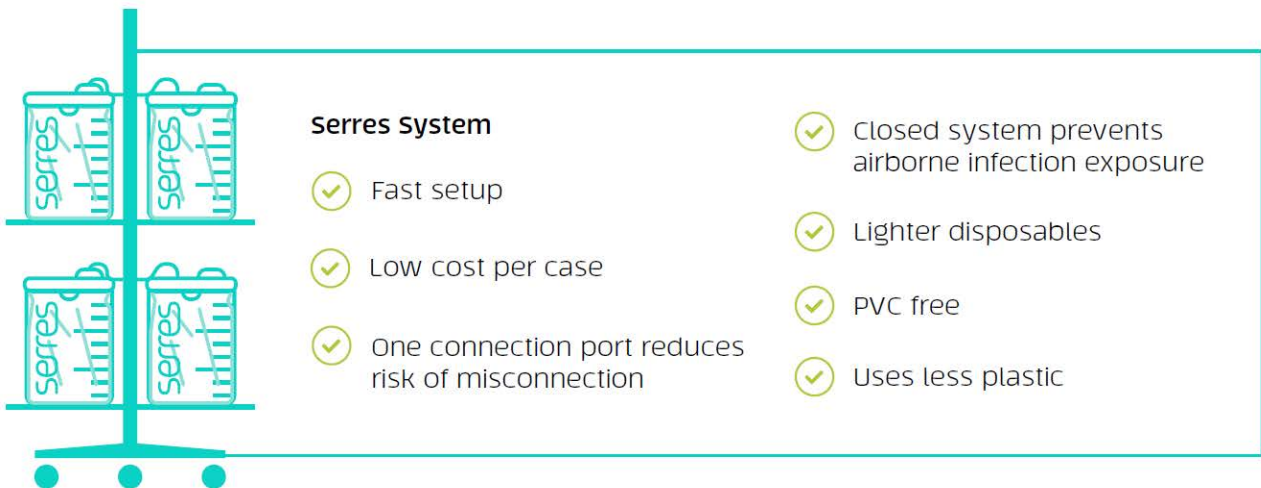 serres
serres
serres
serres
Serres System
Fast setup
Low cost per case
One connection port reduces
risk of misconnection
Closed system prevents
airborne infection exposure
Lighter disposables
PVC free
Uses less plastic